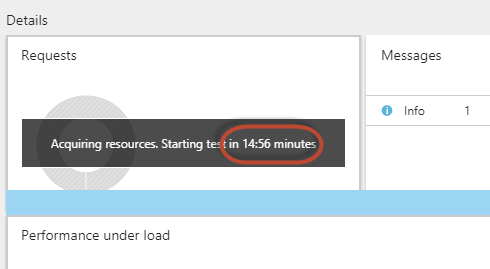 Details
Requests
Messages
Info 1
Acquiring resources. Starting test in 14:56 minutes
Performance under load